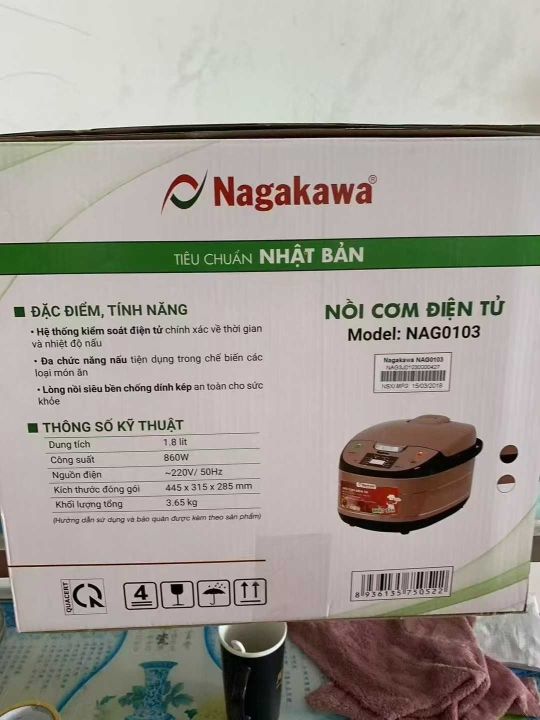 Nagakawa®
TIÊU CHUẨN NHẬT BẢN
ĐẶC ĐIỂM, TÍNH NĂNG
• Hệ thống kiểm soát điện tử chính xác về thời gian
và nhiệt độ nấu
• Đa chức năng nấu tiện dụng trong chế biến các
loại món ăn
• Lòng nồi siêu bền chống dính kép an toàn cho sức
khỏe
THÔNG SỐ KỸ THUẬT
Dung tích 1.8 lít
Công suất 860W
Nguồn điện ~220V/ 50Hz
Kích thước đóng gói 445 x 315 x 285 mm
Khối lượng tổng 3.65 kg
(Hướng dẫn sử dụng và bảo quản được kèm theo sản phẩm)
NỒI CƠM ĐIỆN TỬ
Model: NAG0103
Nagakawa NAG0103
NSX/MFG: 15/03/2018
QUACERT
4
8 936135 750522